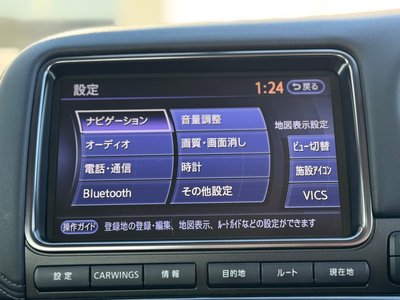 設定
1:24 戻る
ナビゲーション 音量調整
地図表示設定
オーディオ 画質・画面消し
ビュー切替
電話・通信 時計
施設アイコン
Bluetooth その他設定
VICS
操作ガイド 登録地の登録・編集、地図表示、ルートガイドなどの設定ができます
設定 CARWINGS 情報 目的地 ルート 現在地